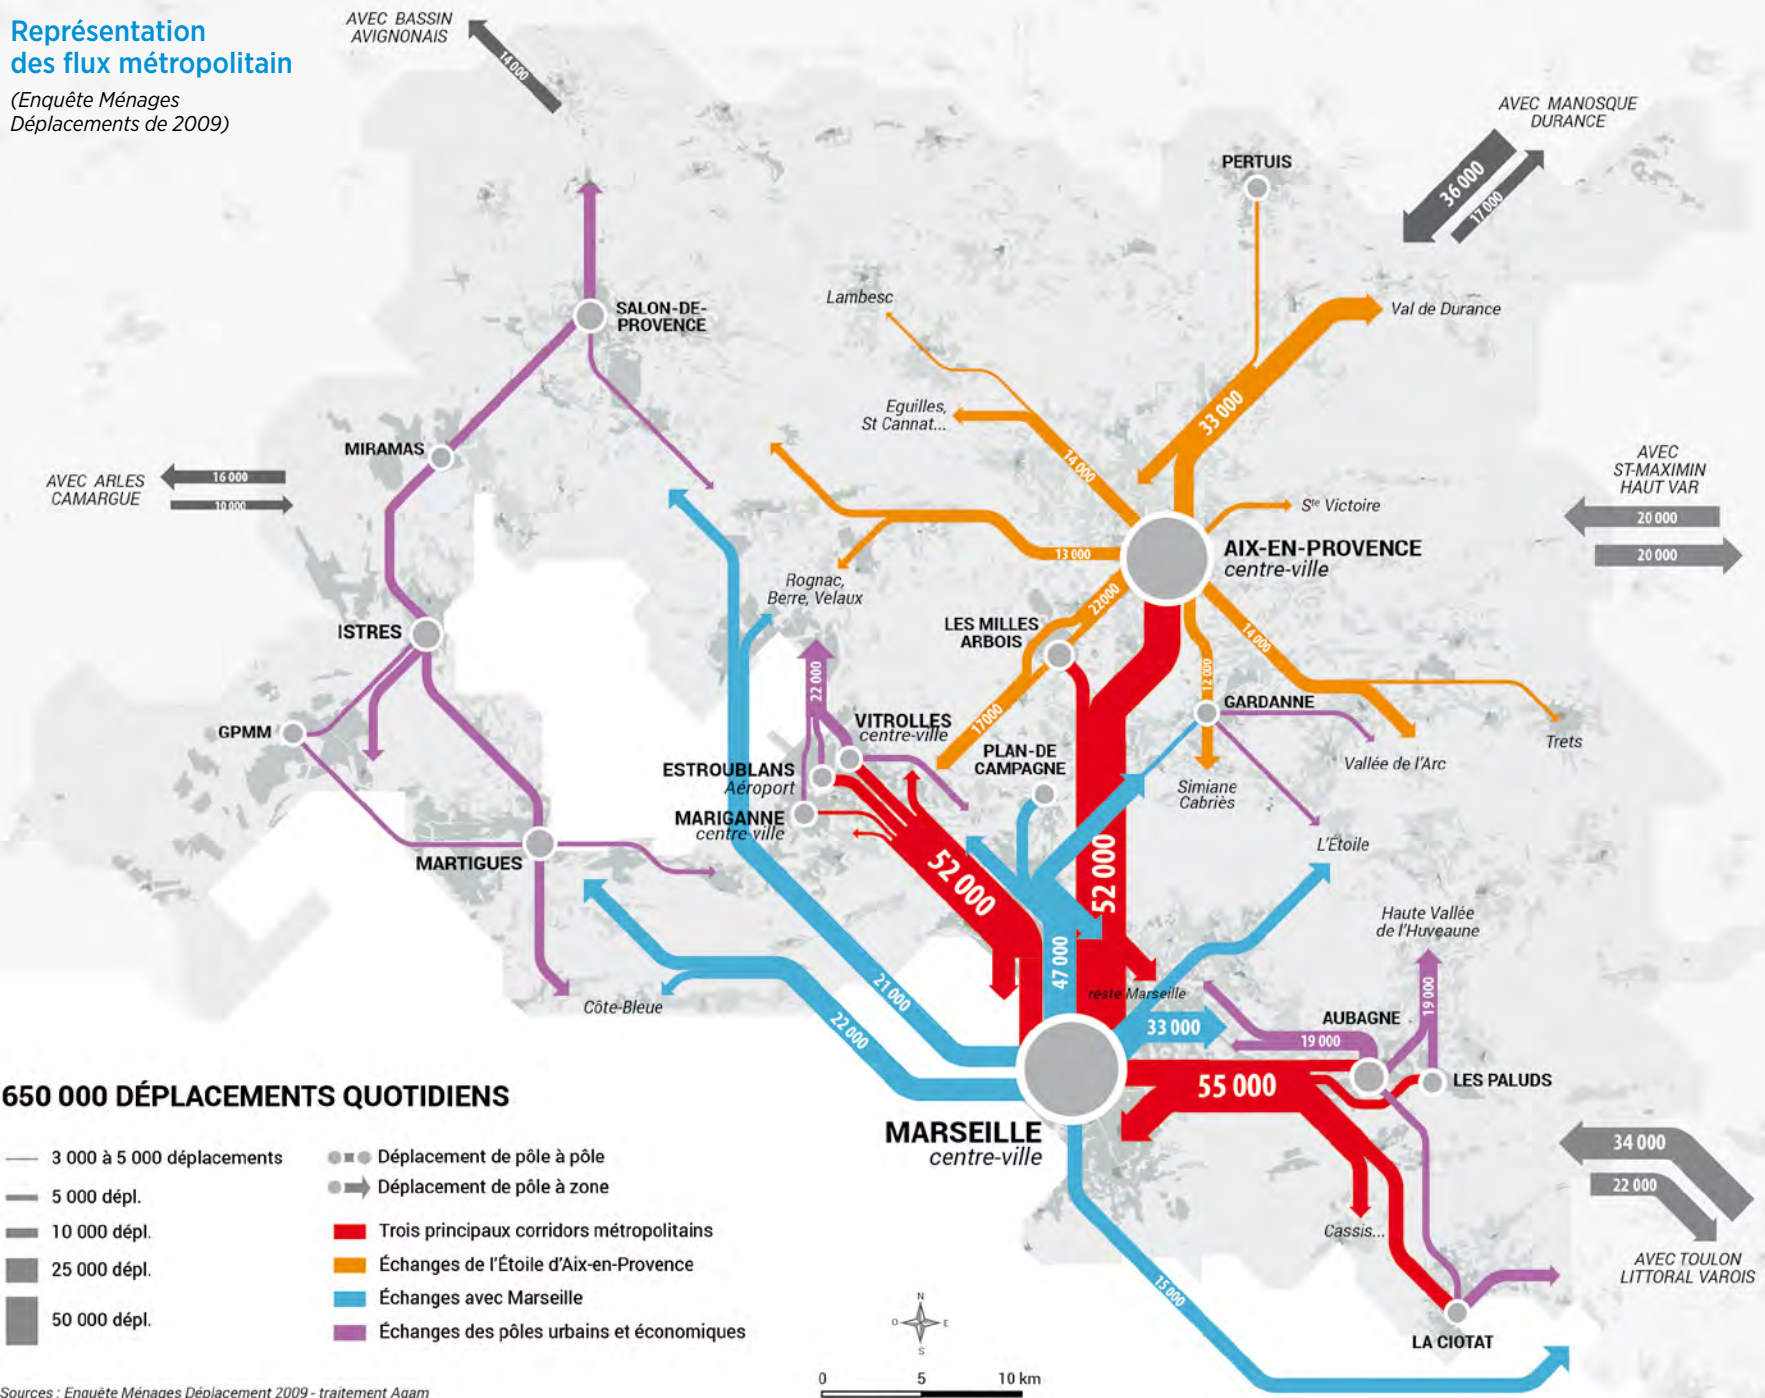 Représentation
des flux métropolitain
(Enquête Ménages
Déplacements de 2009)
AVEC BASSIN
AVIGNONAIS
14 000
AVEC MANOSQUE
DURANCE
36 000
17 000
PERTUIS
Lambesc
Val de Durance
SALON-DE-
PROVENCE
33 000
Eguilles,
St Cannat...
14 000
MIRAMAS
AVEC ARLES
CAMARGUE
16 000
10 000
AVEC
ST-MAXIMIN
HAUT VAR
20 000
20 000
Ste Victoire
AIX-EN-PROVENCE
centre-ville
13 000
Rognac,
Berre, Velaux
22000
LES MILLES
ARBOIS
14 000
ISTRES
12 000
22 000
17000
GARDANNE
GPMM
VITROLLES
centre-ville
PLAN-DE
CAMPAGNE
Trets
Vallée de l'Arc
ESTROUBLANS
Aéroport
Simiane
Cabriès
MARIGANNE
centre-ville
L'Étoile
MARTIGUES
52 000
52 000
Haute Vallée
de l'Huveaune
47 000
Côte-Bleue
21 000
22 000
reste Marseille
33 000
AUBAGNE
19 000
19 000
55 000
LES PALUDS
MARSEILLE
centre-ville
34 000
22 000
Cassis...
AVEC TOULON
LITTORAL VAROIS
15 000
LA CIOTAT
650 000 DÉPLACEMENTS QUOTIDIENS
3 000 à 5 000 déplacements
5 000 dépl.
10 000 dépl.
25 000 dépl.
50 000 dépl.
Déplacement de pôle à pôle
Déplacement de pôle à zone
Trois principaux corridors métropolitains
Échanges de l'Étoile d'Aix-en-Provence
Échanges avec Marseille
Échanges des pôles urbains et économiques
N
O
E
S
0 5 10 km
Sources : Enquête Ménages Déplacement 2009 - traitement Agam